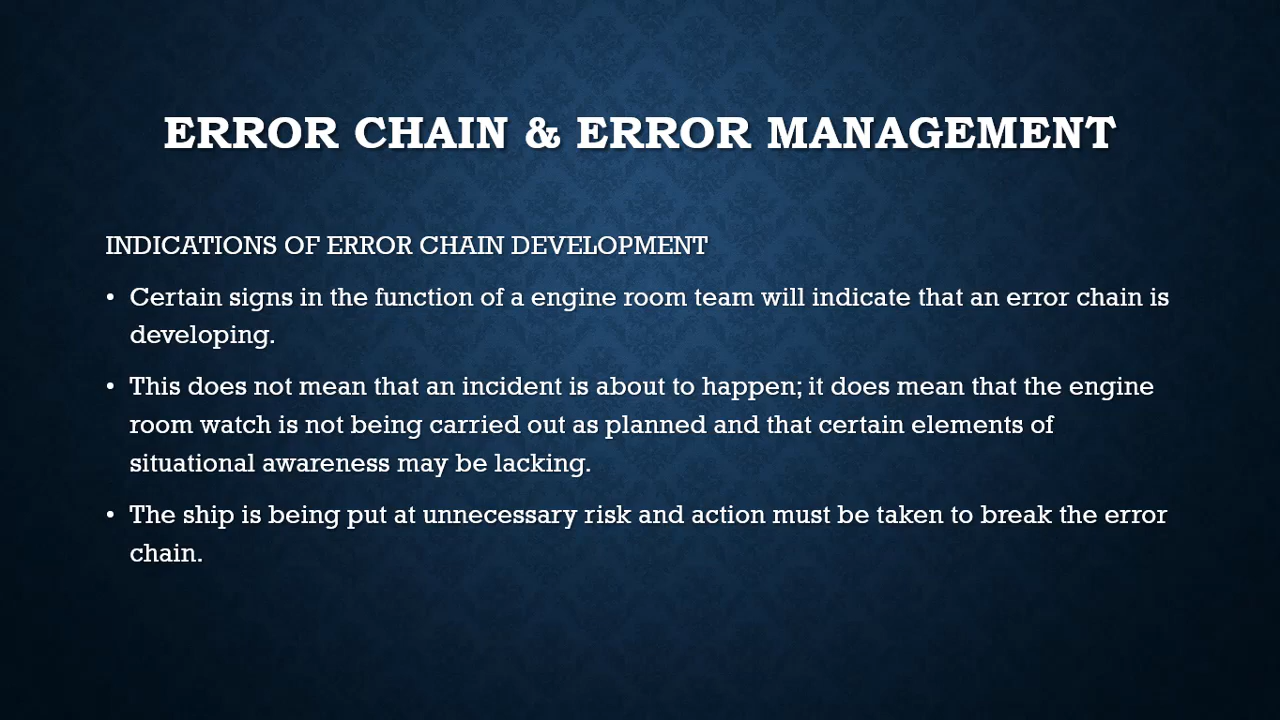 ERROR CHAIN & ERROR MANAGEMENT
INDICATIONS OF ERROR CHAIN DEVELOPMENT
• Certain signs in the function of a engine room team will indicate that an error chain is
developing.
• This does not mean that an incident is about to happen; it does mean that the engine
room watch is not being carried out as planned and that certain elements of
situational awareness may be lacking.
• The ship is being put at unnecessary risk and action must be taken to break the error
chain.